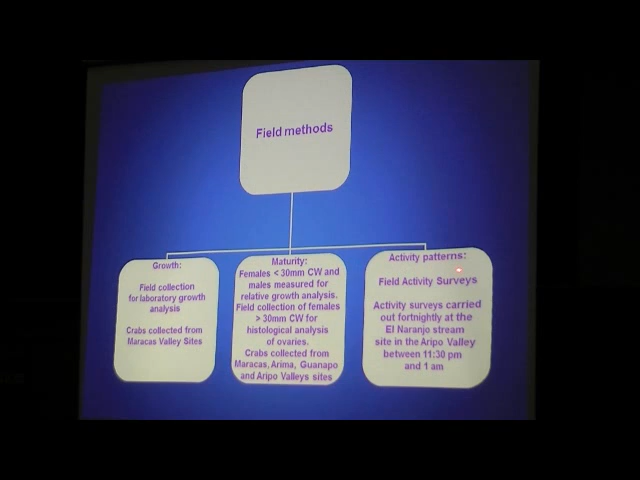 Field methods
Growth:
Field collection
for laboratory growth
analysis
Crabs collected from
Maracas Valley Sites
Maturity:
Females < 30mm CW and
males measured for
relative growth analysis.
Field collection of females
> 30mm CW for
histological analysis
of ovaries.
Crabs collected from
Maracas, Arima, Guanapo
and Aripo Valleys sites
Activity patterns:
Field Activity Surveys
Activity surveys carried
out fortnightly at the
El Naranjo stream
site in the Aripo Valley
between 11:30 pm
and 1 am